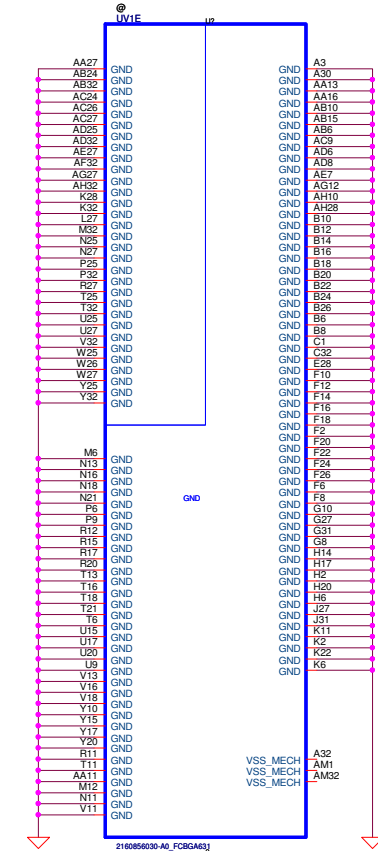 @
UV1E
U?
AA27 GND GND A3
AB24 GND GND A30
AB32 GND GND AA13
AC24 GND GND AA16
AC26 GND GND AB10
AC27 GND GND AB15
AD25 GND GND AB6
AD32 GND GND AC9
AE27 GND GND AD6
AF32 GND GND AD8
AG27 GND GND AE7
AH32 GND GND AG12
K28 GND GND AH10
K32 GND GND AH28
L27 GND GND B10
M32 GND GND B12
N25 GND GND B14
N27 GND GND B16
P25 GND GND B18
P32 GND GND B20
R27 GND GND B22
T25 GND GND B24
T32 GND GND B26
U25 GND GND B6
U27 GND GND B8
V32 GND GND C1
W25 GND GND C32
W26 GND GND E28
W27 GND GND F10
Y25 GND GND F12
Y32 GND GND F14
GND F16
GND F18
GND F2
GND F20
M6 GND GND F22
N13 GND GND F24
N16 GND GND F26
N18 GND GND F6
N21 GND GND F8
GND
P6 GND GND G10
P9 GND GND G27
R12 GND GND G31
R15 GND GND G8
R17 GND GND H14
R20 GND GND H17
T13 GND GND H2
T16 GND GND H20
T18 GND GND H6
T21 GND GND J27
T6 GND GND J31
U15 GND GND K11
U17 GND GND K2
U20 GND GND K22
U9 GND GND K6
V13 GND
V16 GND
V18 GND
Y10 GND
Y15 GND
Y17 GND
Y20 GND
R11 GND VSS_MECH A32
T11 GND VSS_MECH AM1
AA11 GND VSS_MECH AM32
M12 GND
N11 GND
V11 GND